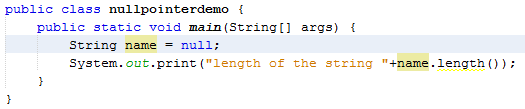 public class nullpointerdemo {
public static void main(String[] args) {
String name = null;
System.out.print("length of the string "+name.length());
}
}